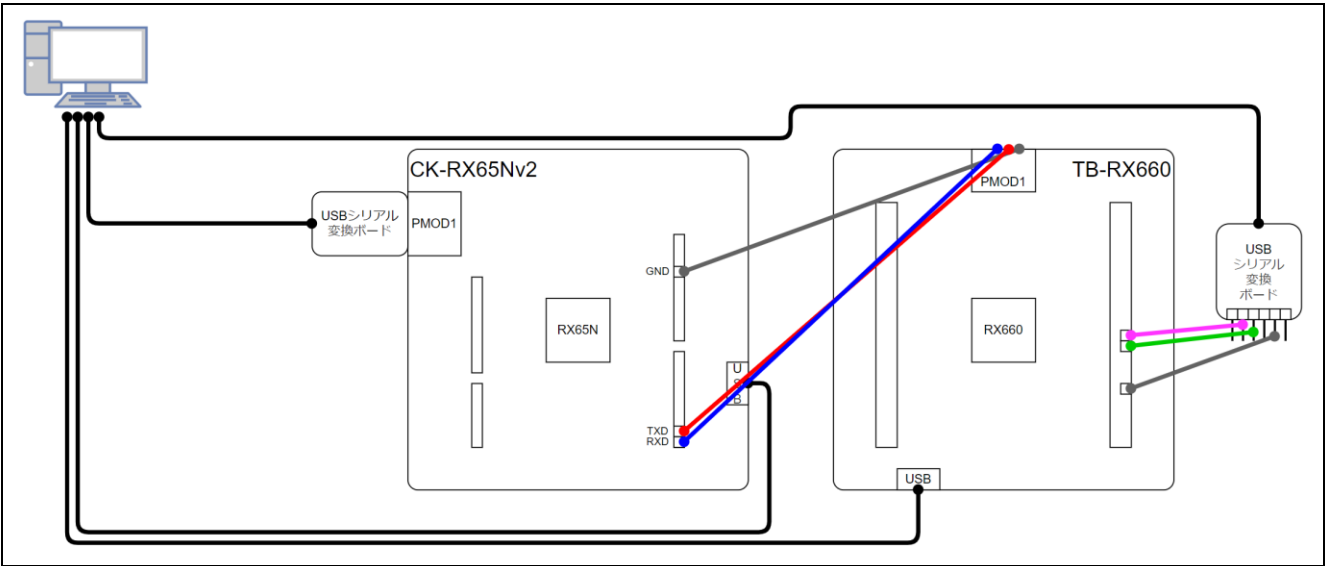 CK-RX65Nv2
TB-RX660
PMOD1
USBシリアル
変換ボード
PMOD1
USB
シリアル
変換
ボード
GND
RX65N
RX660
U
S
B
TXD
RXD
USB